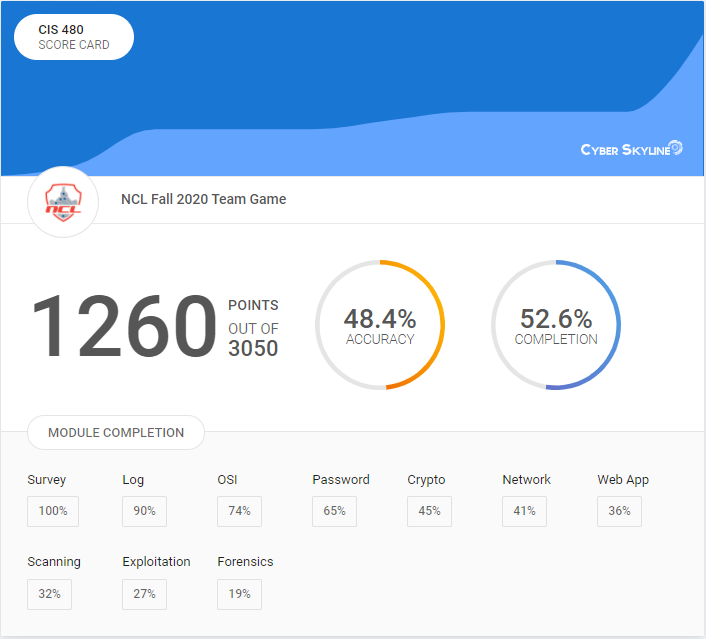 CIS 480
SCORE CARD
CYBER SKYLINE
NCL
NCL Fall 2020 Team Game
1260
POINTS
OUT OF
3050
48.4%
ACCURACY
52.6%
COMPLETION
MODULE COMPLETION
Survey Log OSI Password Crypto Network Web App
100% 90% 74% 65% 45% 41% 36%
Scanning Exploitation Forensics
32% 27% 19%